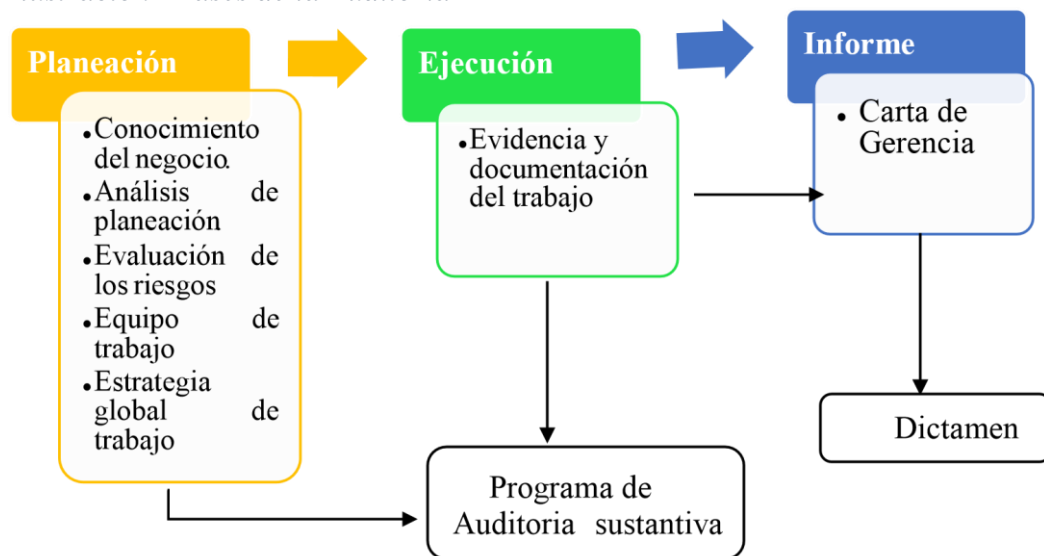 Planeación
• Conocimiento
del negocio.
• Análisis de
planeación
• Evaluación de
los riesgos
• Equipo de
trabajo
• Estrategia
global de
trabajo
Ejecución
• Evidencia y
documentación
del trabajo
Informe
• Carta de
Gerencia
Dictamen
Programa de
Auditoria sustantiva